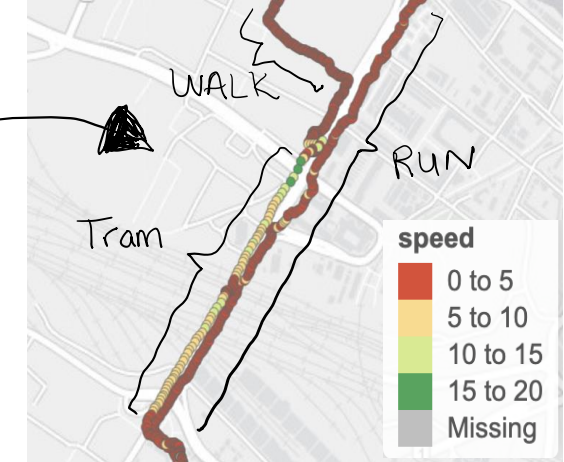 WALK
RUN
Tram
speed
0 to 5
5 to 10
10 to 15
15 to 20
Missing